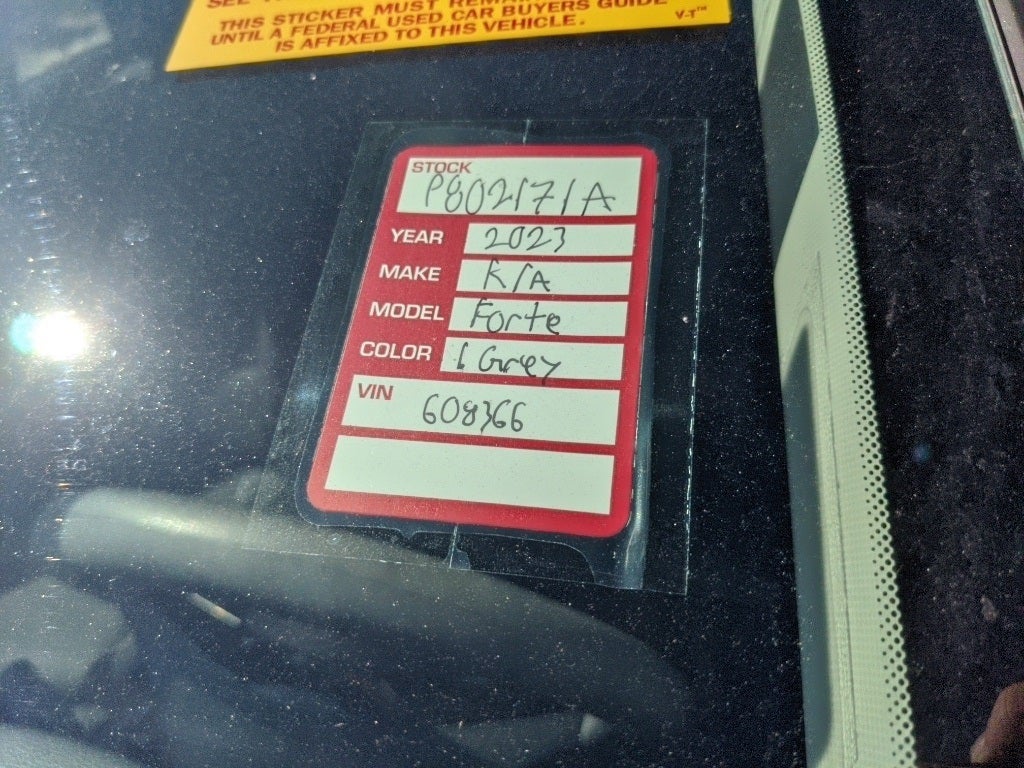 THIS STICKER MUST REMAIN
UNTIL A FEDERAL USED CAR BUYERS GUIDE
IS AFFIXED TO THIS VEHICLE.
V-T™
STOCK
P802171A
YEAR 2023
MAKE KIA
MODEL Forte
COLOR Grey
VIN
608366